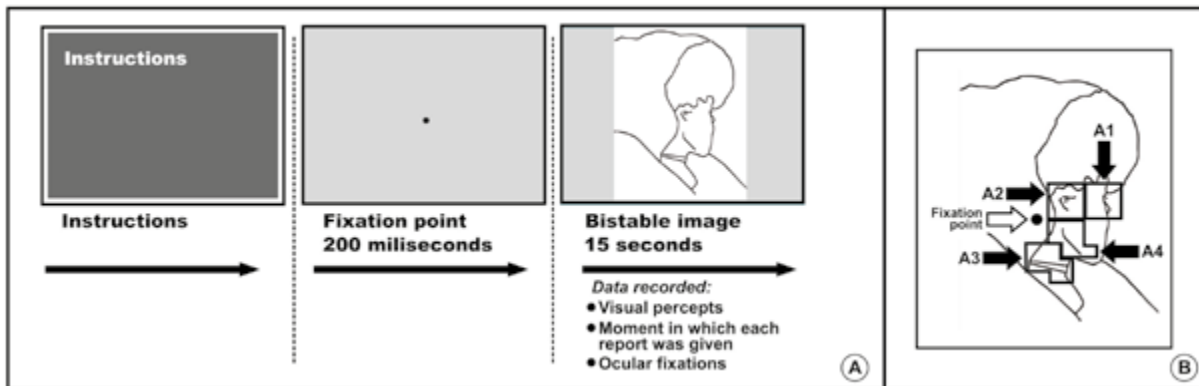 Instructions
Instructions
Fixation point
200 miliseconds
Bistable image
15 seconds
Data recorded:
● Visual percepts
● Moment in which each
report was given
● Ocular fixations
A
A1
A2
Fixation
point
A3
A4
B